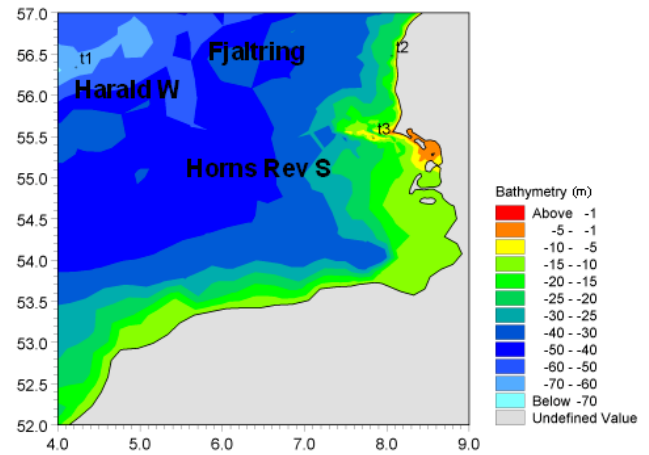 57.0
56.5
56.0
55.5
55.0
54.5
54.0
53.5
53.0
52.5
52.0
4.0 5.0 6.0 7.0 8.0 9.0
Fjaltring
t1
t2
Harald W
t3
Horns Rev S
Bathymetry (m)
Above -1
-5 - -1
-10 - -5
-15 - -10
-20 - -15
-25 - -20
-30 - -25
-40 - -30
-50 - -40
-60 - -50
-70 - -60
Below -70
Undefined Value